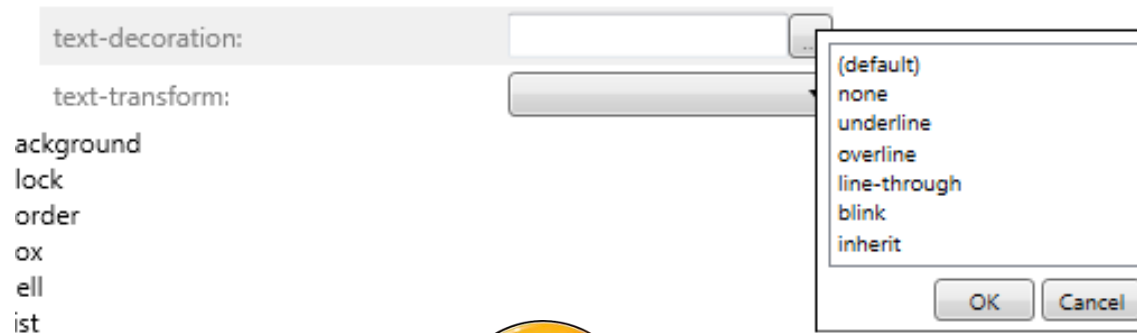 text-decoration:
...
text-transform:
ackground
lock
order
ox
ell
ist
(default)
none
underline
overline
line-through
blink
inherit
OK Cancel